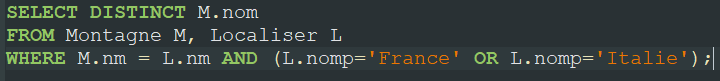 SELECT DISTINCT M.nom
FROM Montagne M, Localiser L
WHERE M.nm = L.nm AND (L.nomp='France' OR L.nomp='Italie');